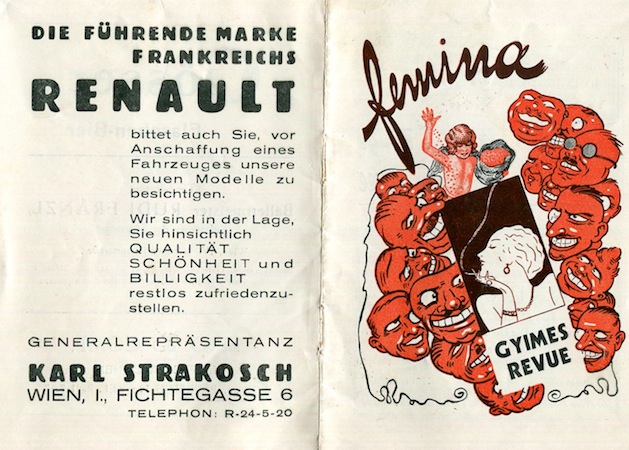 DIE FÜHRENDE MARKE
FRANKREICHS
RENAULT
bittet auch Sie, vor
Anschaffung eines
Fahrzeuges unsere
neuen Modelle zu
besichtigen.
Wir sind in der Lage,
Sie hinsichtlich
QUALITÄT
SCHÖNHEIT und
BILLIGKEIT
restlos zufriedenzu-
stellen.
GENERALREPRÄSENTANZ
KARL STRAKOSCH
WIEN, I., FICHTEGASSE 6
TELEPHON: R-24-5-20
femina
GYIMES
REVUE